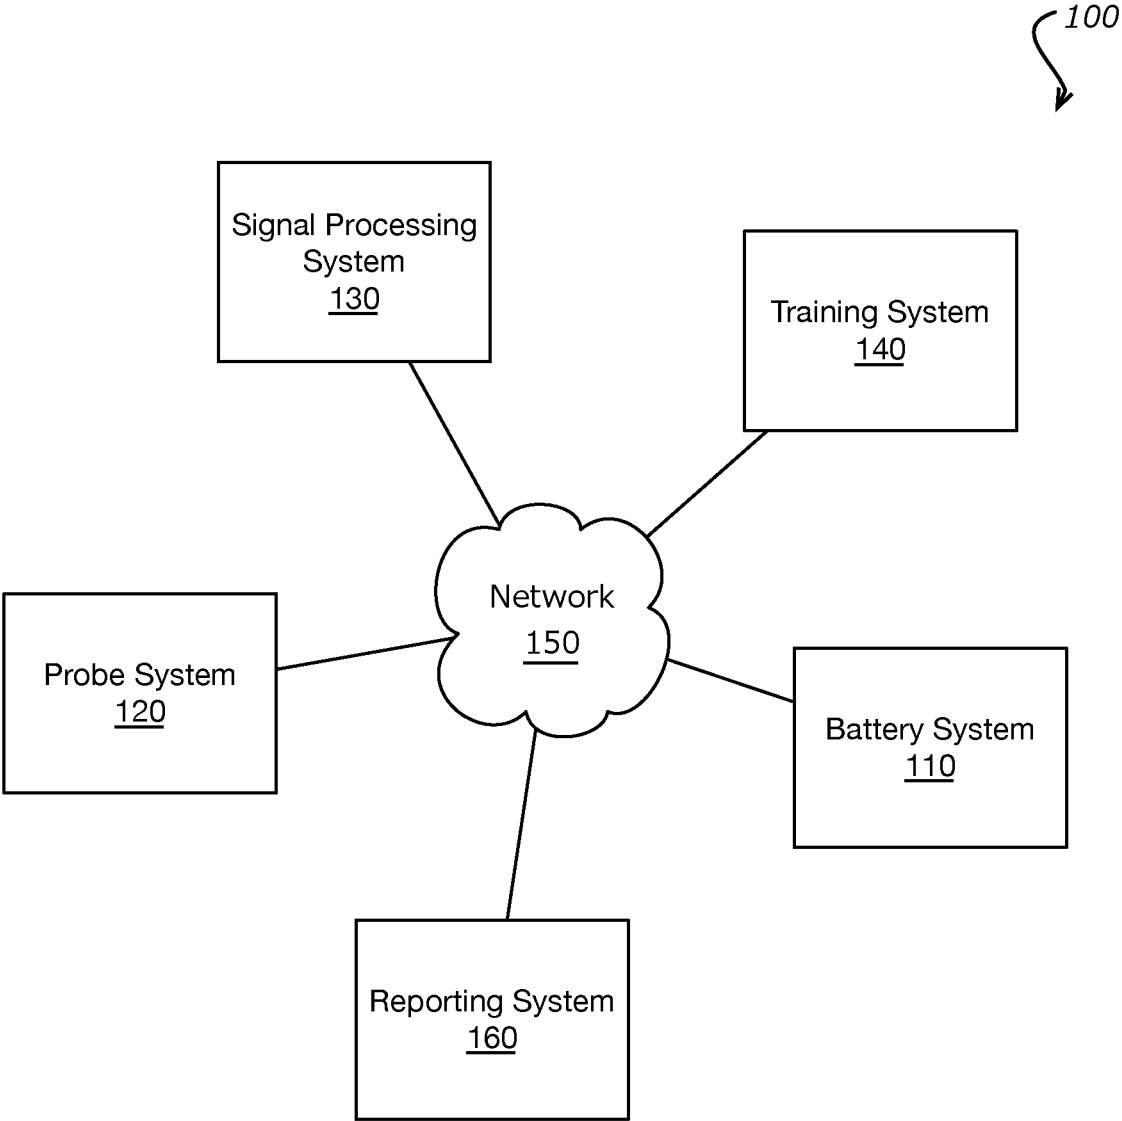 100
Signal Processing
System
130
Training System
140
Network
150
Probe System
120
Battery System
110
Reporting System
160